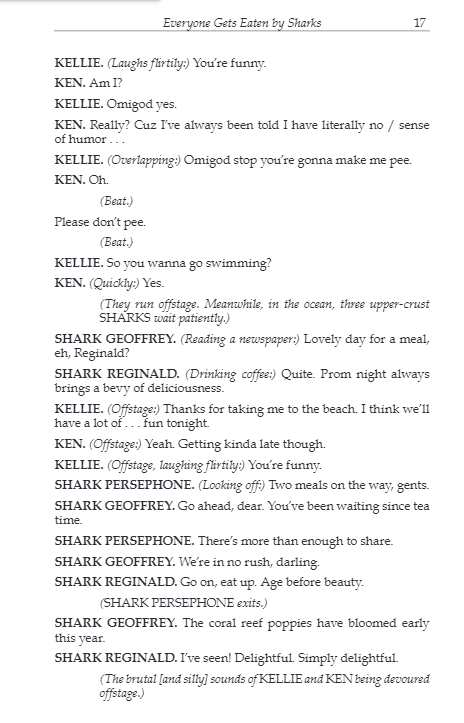 Everyone Gets Eaten by Sharks 17
KELLIE. (Laughs flirtily:) You're funny.
KEN. Am I?
KELLIE. Omigod yes.
KEN. Really? Cuz I've always been told I have literally no / sense
of humor . . .
KELLIE. (Overlapping:) Omigod stop you're gonna make me pee.
KEN. Oh.
(Beat.)
Please don't pee.
(Beat.)
KELLIE. So you wanna go swimming?
KEN. (Quickly:) Yes.
(They run offstage. Meanwhile, in the ocean, three upper-crust
SHARKS wait patiently.)
SHARK GEOFFREY. (Reading a newspaper:) Lovely day for a meal,
eh, Reginald?
SHARK REGINALD. (Drinking coffee:) Quite. Prom night always
brings a bevy of deliciousness.
KELLIE. (Offstage:) Thanks for taking me to the beach. I think we'll
have a lot of . . . fun tonight.
KEN. (Offstage:) Yeah. Getting kinda late though.
KELLIE. (Offstage, laughing flirtily:) You're funny.
SHARK PERSEPHONE. (Looking off:) Two meals on the way, gents.
SHARK GEOFFREY. Go ahead, dear. You've been waiting since tea
time.
SHARK PERSEPHONE. There's more than enough to share.
SHARK GEOFFREY. We're in no rush, darling.
SHARK REGINALD. Go on, eat up. Age before beauty.
(SHARK PERSEPHONE exits.)
SHARK GEOFFREY. The coral reef poppies have bloomed early
this year.
SHARK REGINALD. I've seen! Delightful. Simply delightful.
(The brutal [and silly] sounds of KELLIE and KEN being devoured
offstage.)